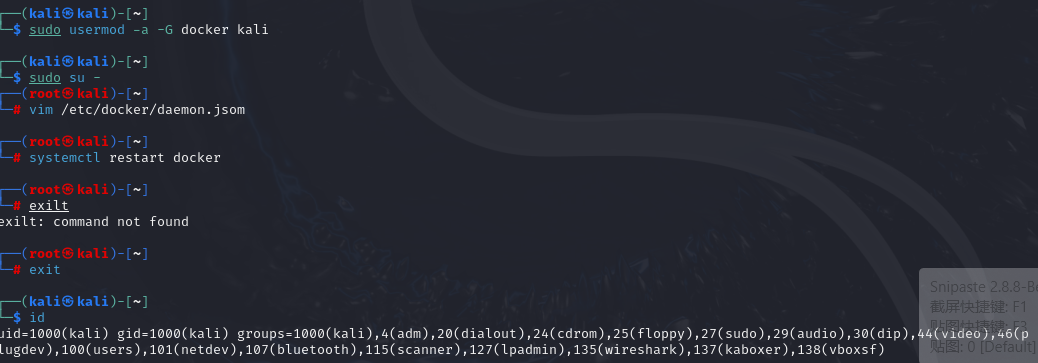 (kali㉿kali)-[~]
$ sudo usermod -a -G docker kali
(kali㉿kali)-[~]
$ sudo su -
(root㉿kali)-[~]
# vim /etc/docker/daemon.jsom
(root㉿kali)-[~]
# systemctl restart docker
(root㉿kali)-[~]
# exilt
exilt: command not found
(root㉿kali)-[~]
# exit
(kali㉿kali)-[~]
$ id
uid=1000(kali) gid=1000(kali) groups=1000(kali),4(adm),20(dialout),24(cdrom),25(floppy),27(sudo),29(audio),30(dip),44(video),46(p
lugdev),100(users),101(netdev),107(bluetooth),115(scanner),127(lpadmin),135(wireshark),137(kaboxer),138(vboxsf)
Snipaste 2.8.8-Be
截屏快捷键: F1
贴图快捷键: F3
贴图: 0 [Default]